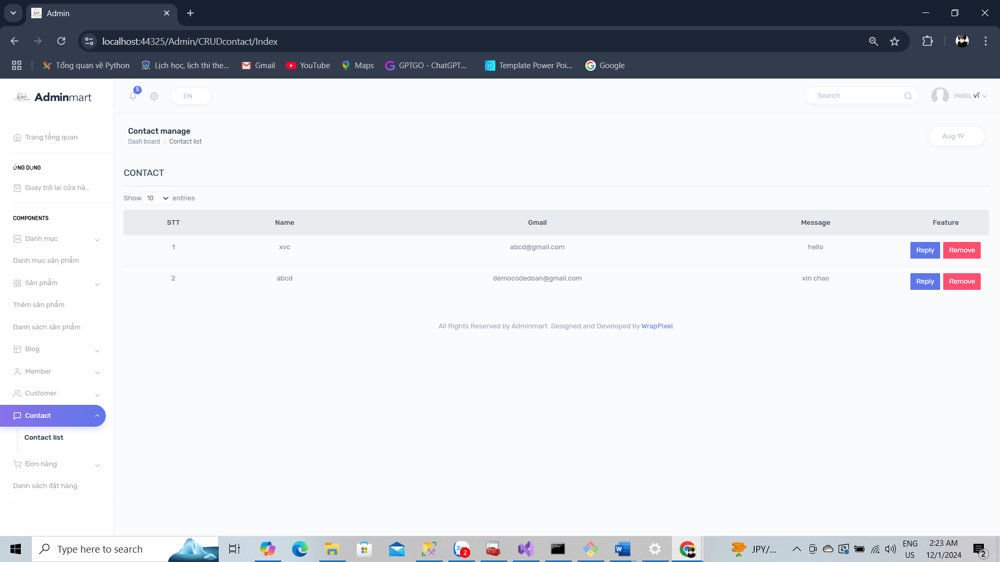 Admin
localhost:44325/Admin/CRUDcontact/Index
Tổng quan về Python
Lịch học, lịch thi the...
Gmail
YouTube
Maps
GPTGO - ChatGPT...
Template Power Poi...
Google
Adminmart
5
EN
Search
Hello, vĩ
Trang tổng quan
ỨNG DỤNG
Quay trở lại cửa hà...
COMPONENTS
Danh mục
Danh mục sản phẩm
Sản phẩm
Thêm sản phẩm
Danh sách sản phẩm
Blog
Member
Customer
Contact
Contact list
Đơn hàng
Danh sách đặt hàng
Contact manage
Dash board / Contact list
Aug 19
CONTACT
Show 10 entries
STT Name Gmail Message Feature
1 xvc abcd@gmail.com hello Reply Remove
2 abcd democodedoan@gmail.com xin chao Reply Remove
All Rights Reserved by Adminmart. Designed and Developed by WrapPixel.
Type here to search
2
JPY/...
ENG
US
2:23 AM
12/1/2024
2